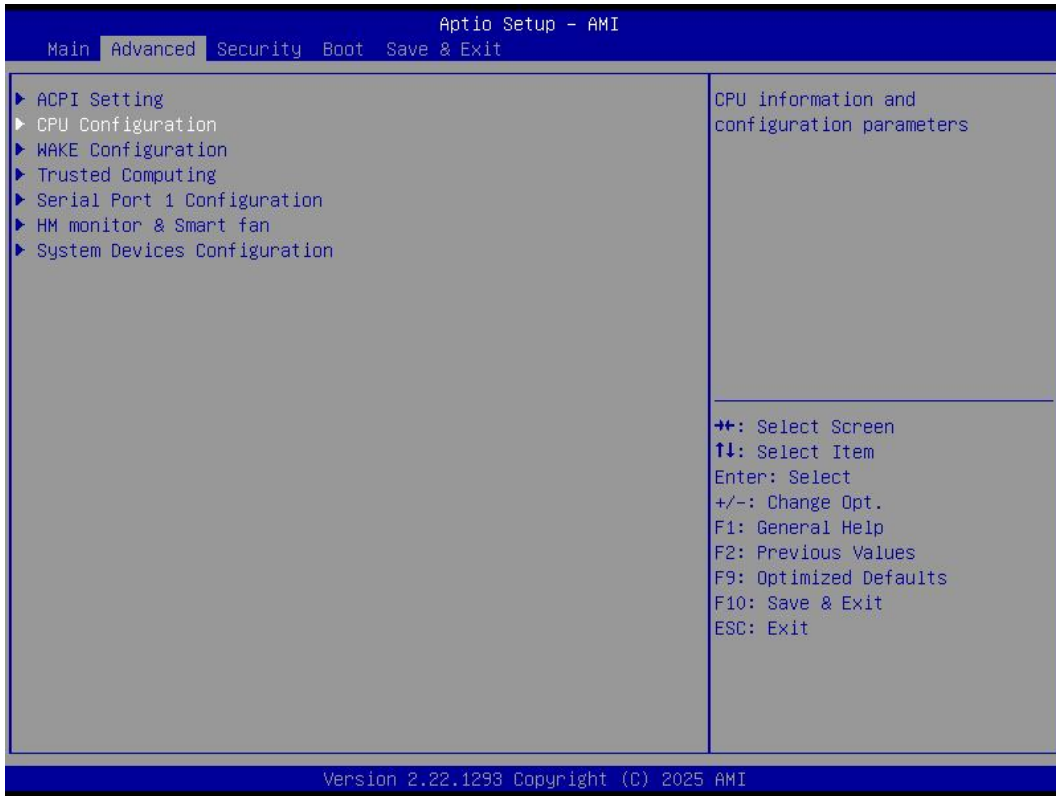 Aptio Setup – AMI
Main Advanced Security Boot Save & Exit
▶ ACPI Setting
▶ CPU Configuration
▶ WAKE Configuration
▶ Trusted Computing
▶ Serial Port 1 Configuration
▶ HM monitor & Smart fan
▶ System Devices Configuration
CPU information and
configuration parameters
→←: Select Screen
↑↓: Select Item
Enter: Select
+/-: Change Opt.
F1: General Help
F2: Previous Values
F9: Optimized Defaults
F10: Save & Exit
ESC: Exit
Version 2.22.1293 Copyright (C) 2025 AMI